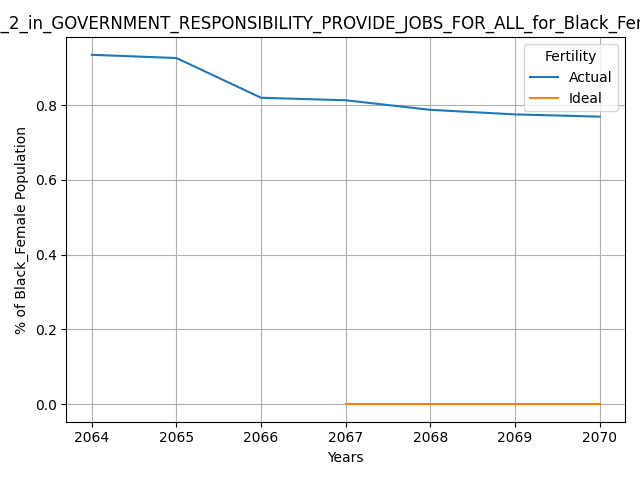 _2_in_GOVERNMENT_RESPONSIBILITY_PROVIDE_JOBS_FOR_ALL_for_Black_Fe
Fertility
Actual
Ideal
% of Black_Female Population
0.8
0.6
0.4
0.2
0.0
2064 2065 2066 2067 2068 2069 2070
Years